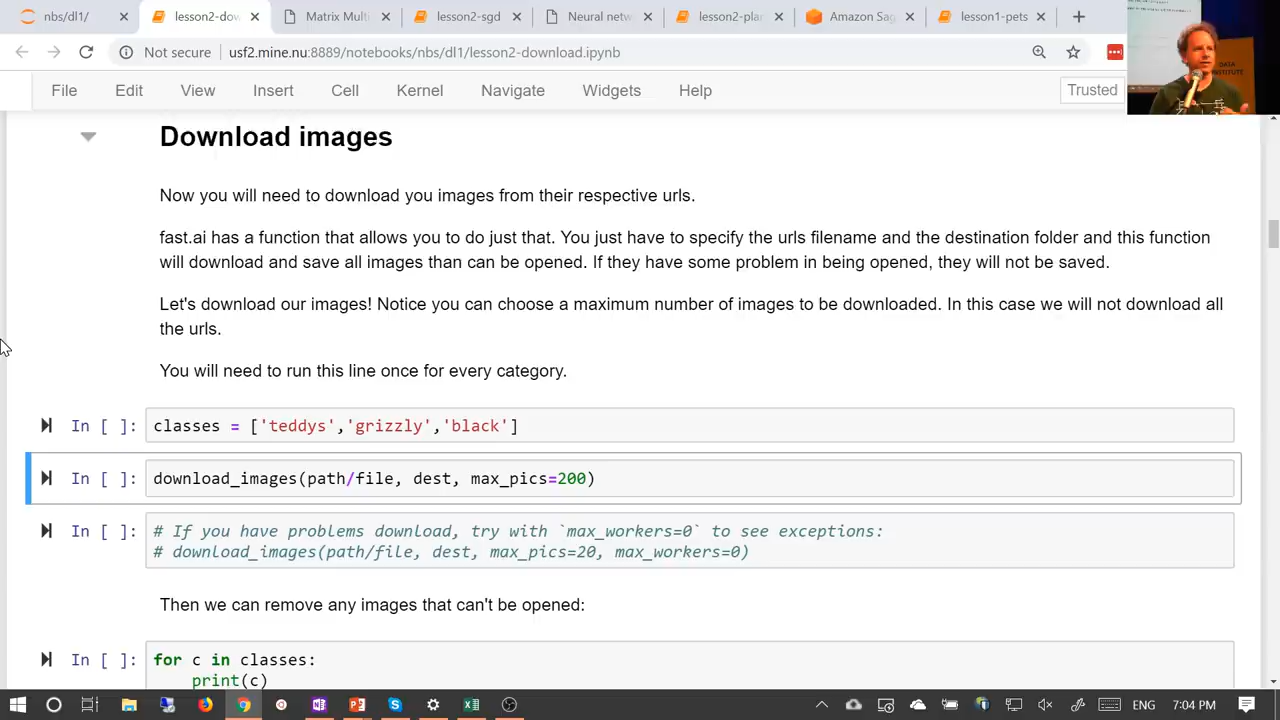 nbs/dl1/
lesson2-dow
Matrix Multi
-sgd
Neural netw
lesson2-pla
Amazon Sag
lesson1-pets
Not secure
usf2.mine.nu:8889/notebooks/nbs/dl1/lesson2-download.ipynb
File
Edit
View
Insert
Cell
Kernel
Navigate
Widgets
Help
Trusted
DATA
INSTITUTE
Download images
Now you will need to download you images from their respective urls.
fast.ai has a function that allows you to do just that. You just have to specify the urls filename and the destination folder and this function
will download and save all images than can be opened. If they have some problem in being opened, they will not be saved.
Let's download our images! Notice you can choose a maximum number of images to be downloaded. In this case we will not download all
the urls.
You will need to run this line once for every category.
In [ ]: classes = ['teddys','grizzly','black']
In [ ]: download_images(path/file, dest, max_pics=200)
In [ ]: # If you have problems download, try with `max_workers=0` to see exceptions:
# download_images(path/file, dest, max_pics=20, max_workers=0)
Then we can remove any images that can't be opened:
In [ ]: for c in classes:
print(c)
ENG
7:04 PM